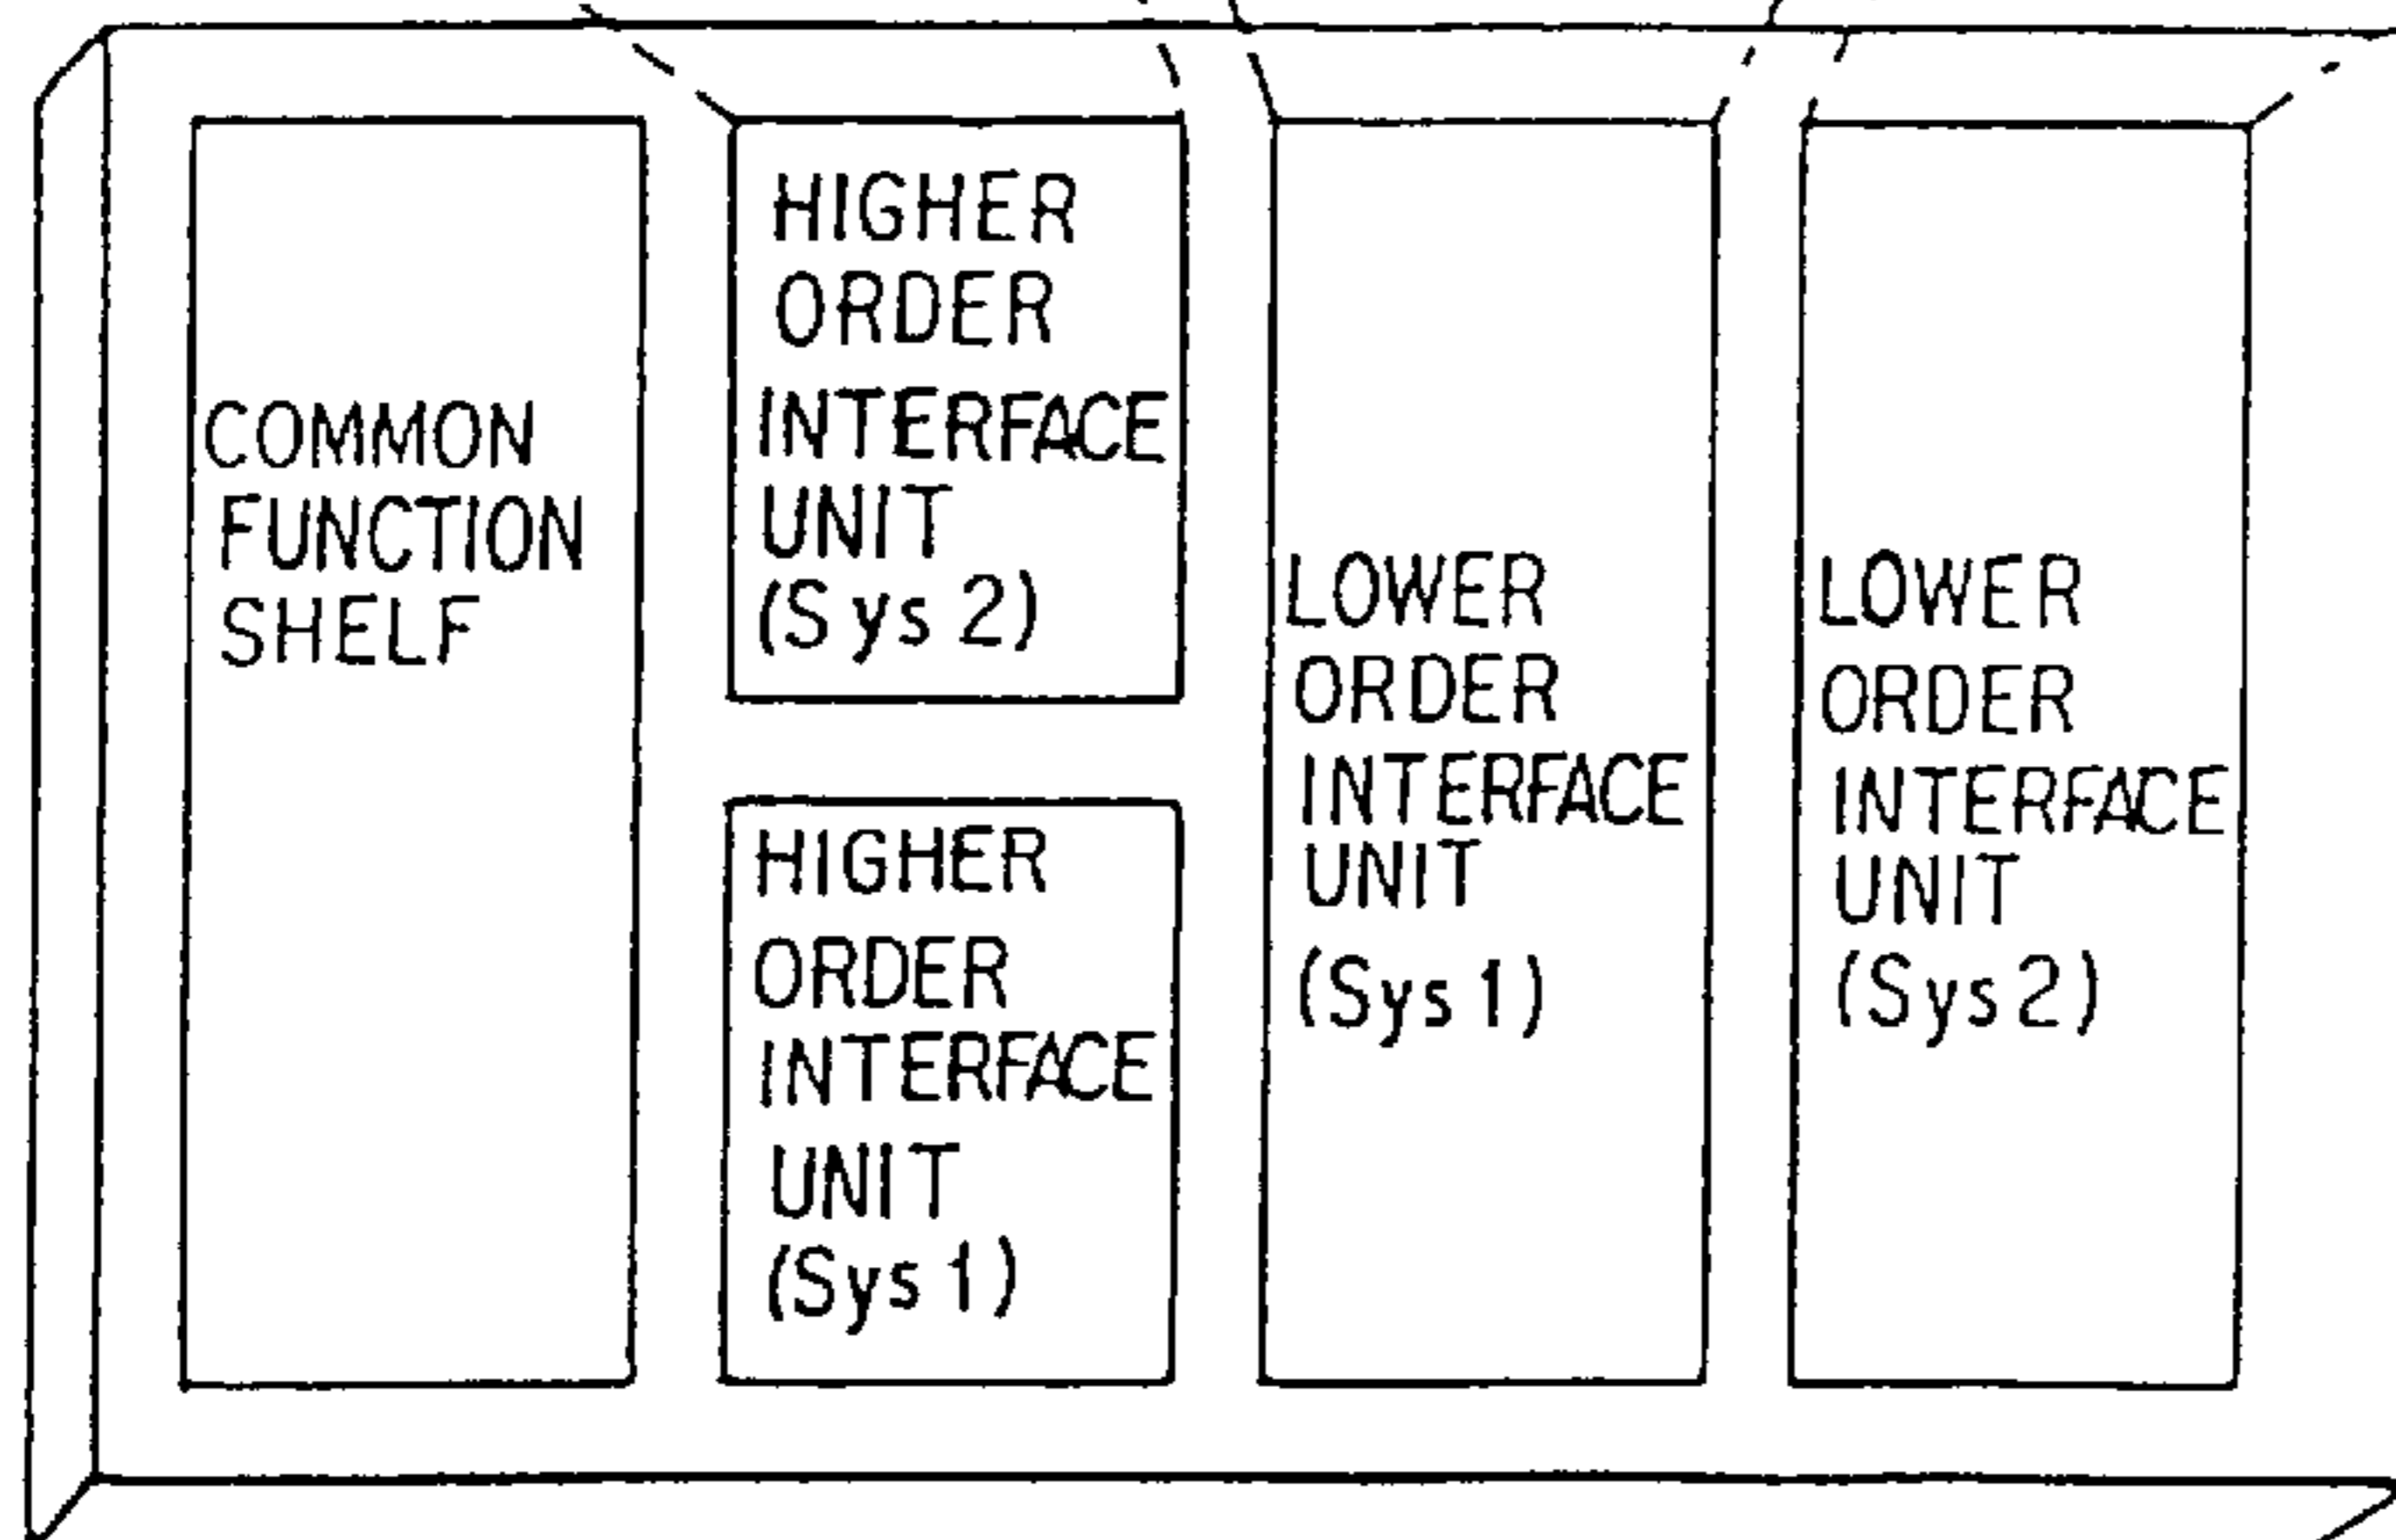 COMMON
FUNCTION
SHELF
HIGHER
ORDER
INTERFACE
UNIT
(Sys 2)
HIGHER
ORDER
INTERFACE
UNIT
(Sys 1)
LOWER
ORDER
INTERFACE
UNIT
(Sys 1)
LOWER
ORDER
INTERFACE
UNIT
(Sys 2)